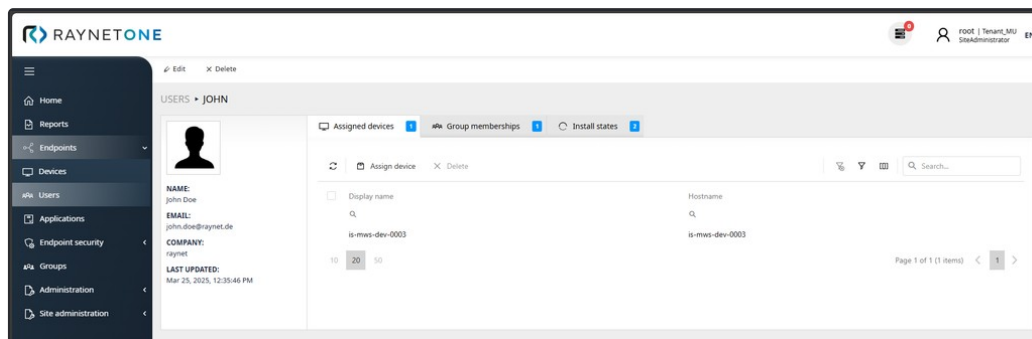 RAYNETONE
0
root | Tenant_MU
SiteAdministrator
EN
Edit
Delete
Home
Reports
Endpoints
Devices
Users
Applications
Endpoint security
Groups
Administration
Site administration
USERS ▸ JOHN
NAME:
John Doe
EMAIL:
john.doe@raynet.de
COMPANY:
raynet
LAST UPDATED:
Mar 25, 2025, 12:35:46 PM
Assigned devices 1
Group memberships 1
Install states 2
Assign device
Delete
Search...
Display name
Hostname
is-mws-dev-0003
is-mws-dev-0003
10 20 50
Page 1 of 1 (1 items)
1